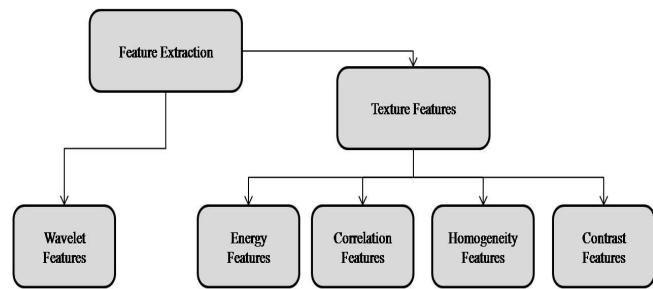 Feature Extraction
Texture Features
Wavelet
Features
Energy
Features
Correlation
Features
Homogeneity
Features
Contrast
Features